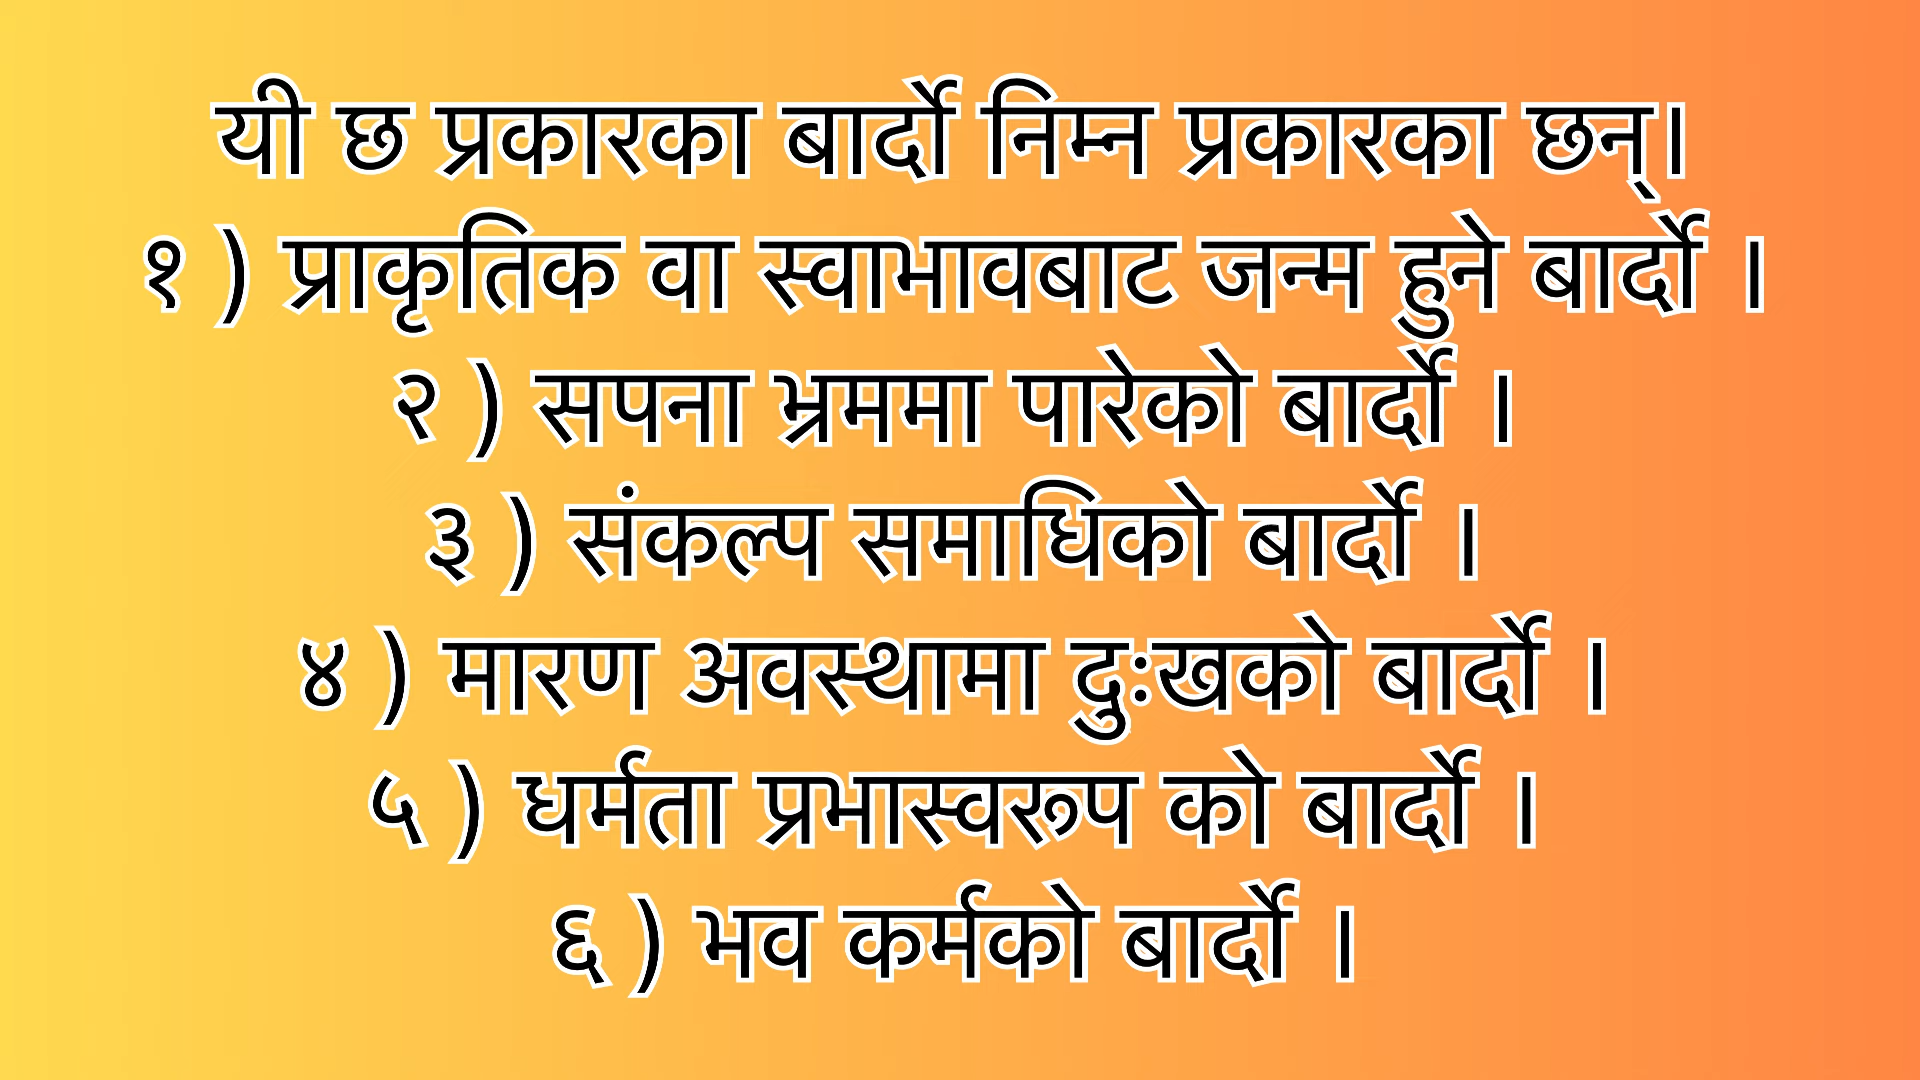 यी छ प्रकारका बार्दो निम्न प्रकारका छन्।
१ ) प्राकृतिक वा स्वाभावबाट जन्म हुने बार्दो ।
२ ) सपना भ्रममा पारेको बार्दो ।
३ ) संकल्प समाधिको बार्दो ।
४ ) मारण अवस्थामा दुःखको बार्दो ।
५ ) धर्मता प्रभास्वरूप को बार्दो ।
६ ) भव कर्मको बार्दो ।